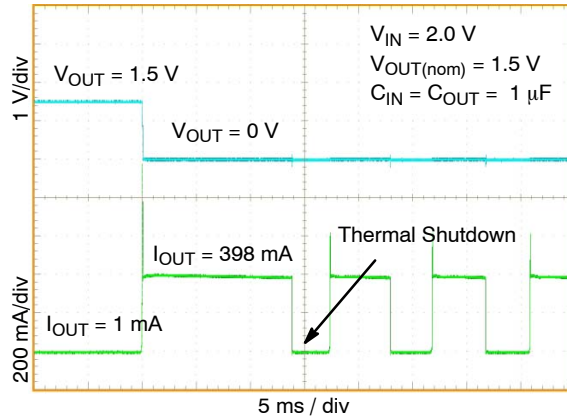 V_IN = 2.0 V
V_OUT = 1.5 V
V_OUT(nom) = 1.5 V
C_IN = C_OUT = 1 μF
1 V/div
V_OUT = 0 V
Thermal Shutdown
I_OUT = 398 mA
I_OUT = 1 mA
200 mA/div
5 ms / div